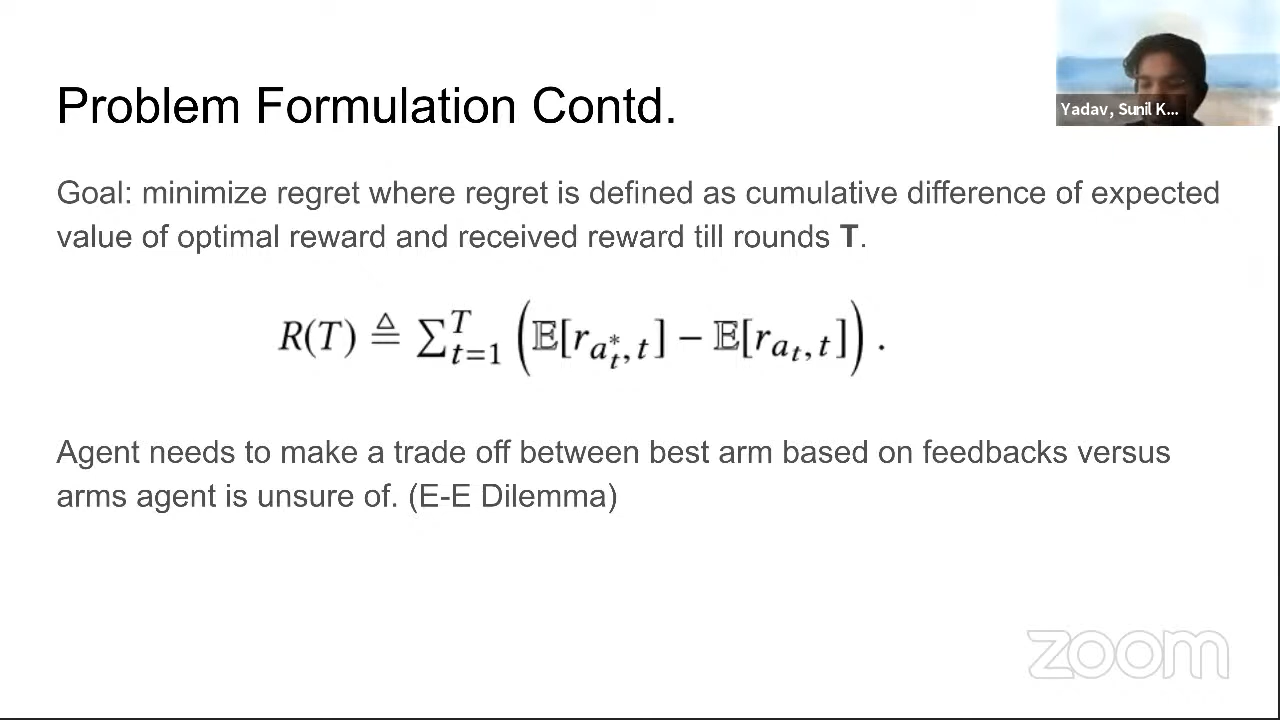 Problem Formulation Contd.
Yadav, Sunil K...
Goal: minimize regret where regret is defined as cumulative difference of expected
value of optimal reward and received reward till rounds T.
R(T) ≜ ∑_{t=1}^{T} (𝔼[r_{a_t^*,t}] − 𝔼[r_{a_t,t}]).
Agent needs to make a trade off between best arm based on feedbacks versus
arms agent is unsure of. (E-E Dilemma)
zoom